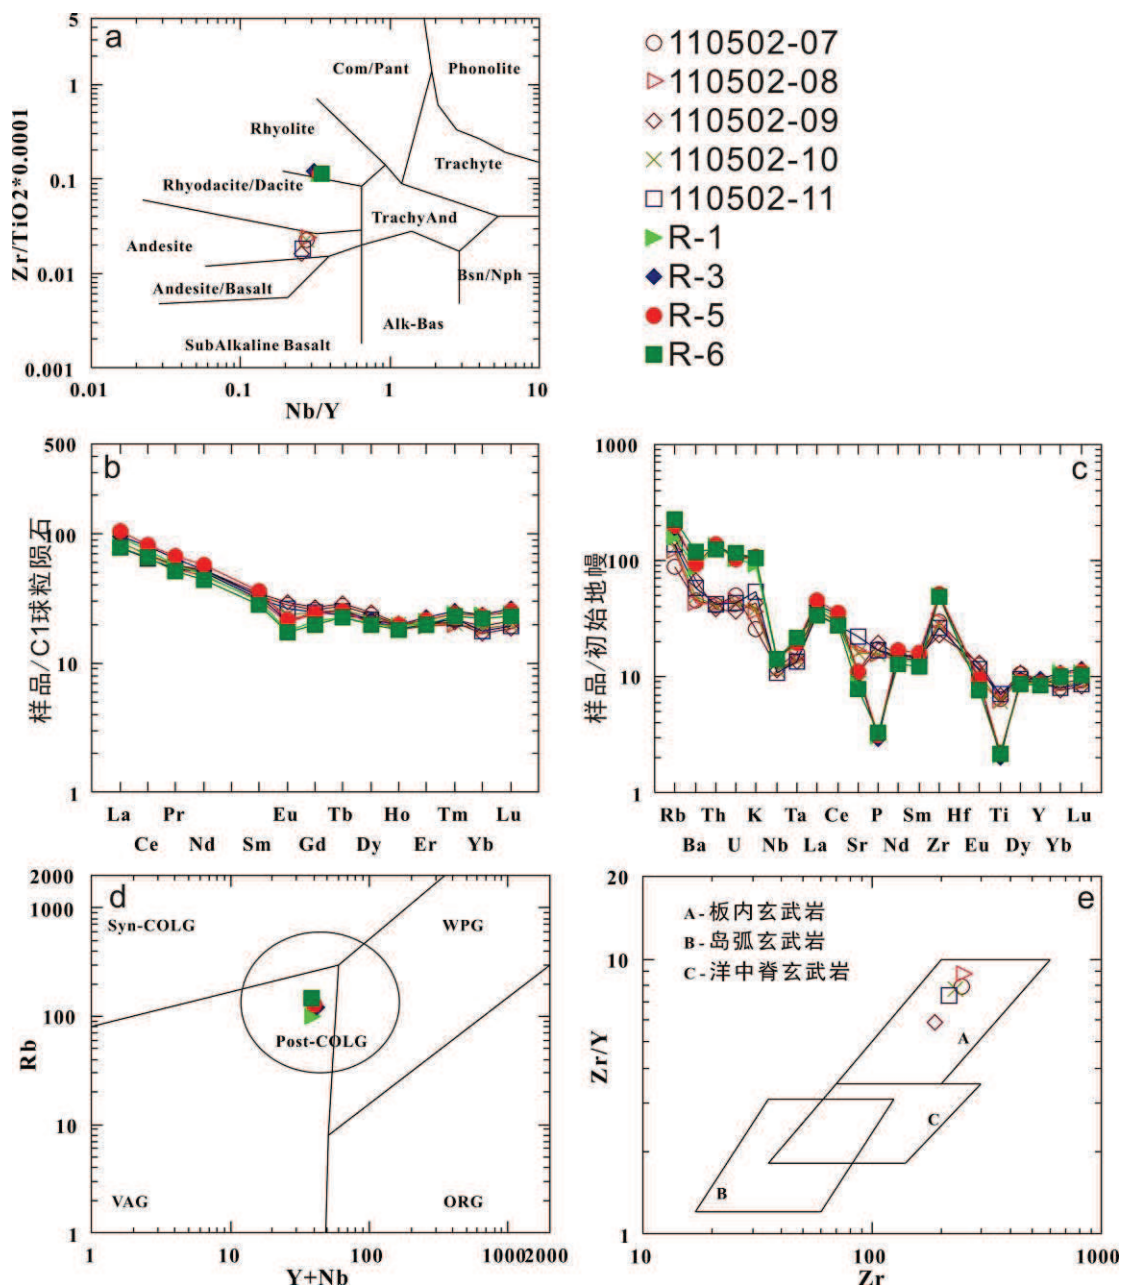 a
5
1
0.1
0.01
0.001
Zr/TiO2*0.0001
Com/Pant
Phonolite
Rhyolite
Trachyte
Rhyodacite/Dacite
TrachyAnd
Andesite
Bsn/Nph
Andesite/Basalt
Alk-Bas
SubAlkaline Basalt
0.01
0.1
1
10
Nb/Y
110502-07
110502-08
110502-09
110502-10
110502-11
R-1
R-3
R-5
R-6
b
500
100
10
1
样品/C1球粒陨石
La Pr Eu Tb Ho Tm Lu
Ce Nd Sm Gd Dy Er Yb
c
1000
100
10
1
样品/初始地幔
Rb Th K Ta Ce P Sm Hf Ti Y Lu
Ba U Nb La Sr Nd Zr Eu Dy Yb
d
2000
1000
100
10
1
Rb
Syn-COLG
WPG
Post-COLG
VAG
ORG
1
10
100
1000
2000
Y+Nb
e
20
10
1
Zr/Y
A-板内玄武岩
B-岛弧玄武岩
C-洋中脊玄武岩
A
C
B
10
100
1000
Zr